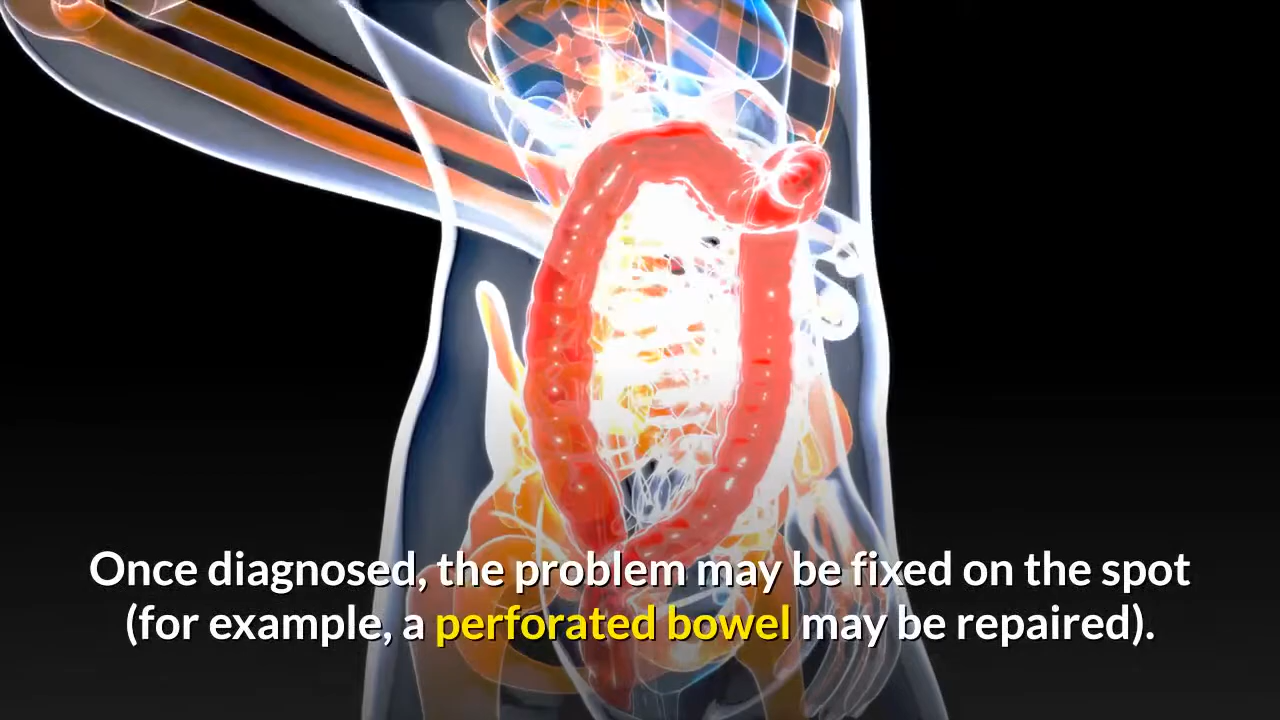 Once diagnosed, the problem may be fixed on the spot
(for example, a perforated bowel may be repaired).